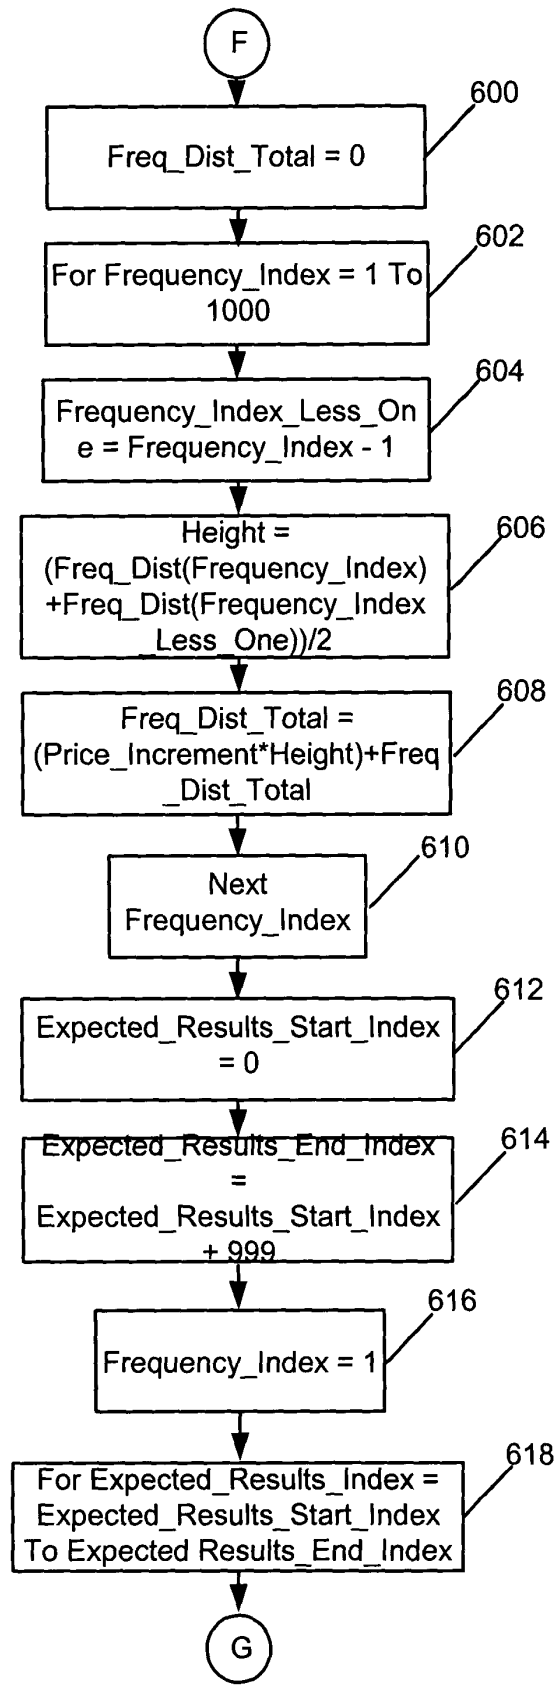 F
600
Freq_Dist_Total = 0
602
For Frequency_Index = 1 To
1000
604
Frequency_Index_Less_On
e = Frequency_Index - 1
606
Height =
(Freq_Dist(Frequency_Index)
+Freq_Dist(Frequency_Index
_Less_One))/2
608
Freq_Dist_Total =
(Price_Increment*Height)+Freq
_Dist_Total
610
Next
Frequency_Index
612
Expected_Results_Start_Index
= 0
614
Expected_Results_End_Index
=
Expected_Results_Start_Index
+ 999
616
Frequency_Index = 1
618
For Expected_Results_Index =
Expected_Results_Start_Index
To Expected Results_End_Index
G